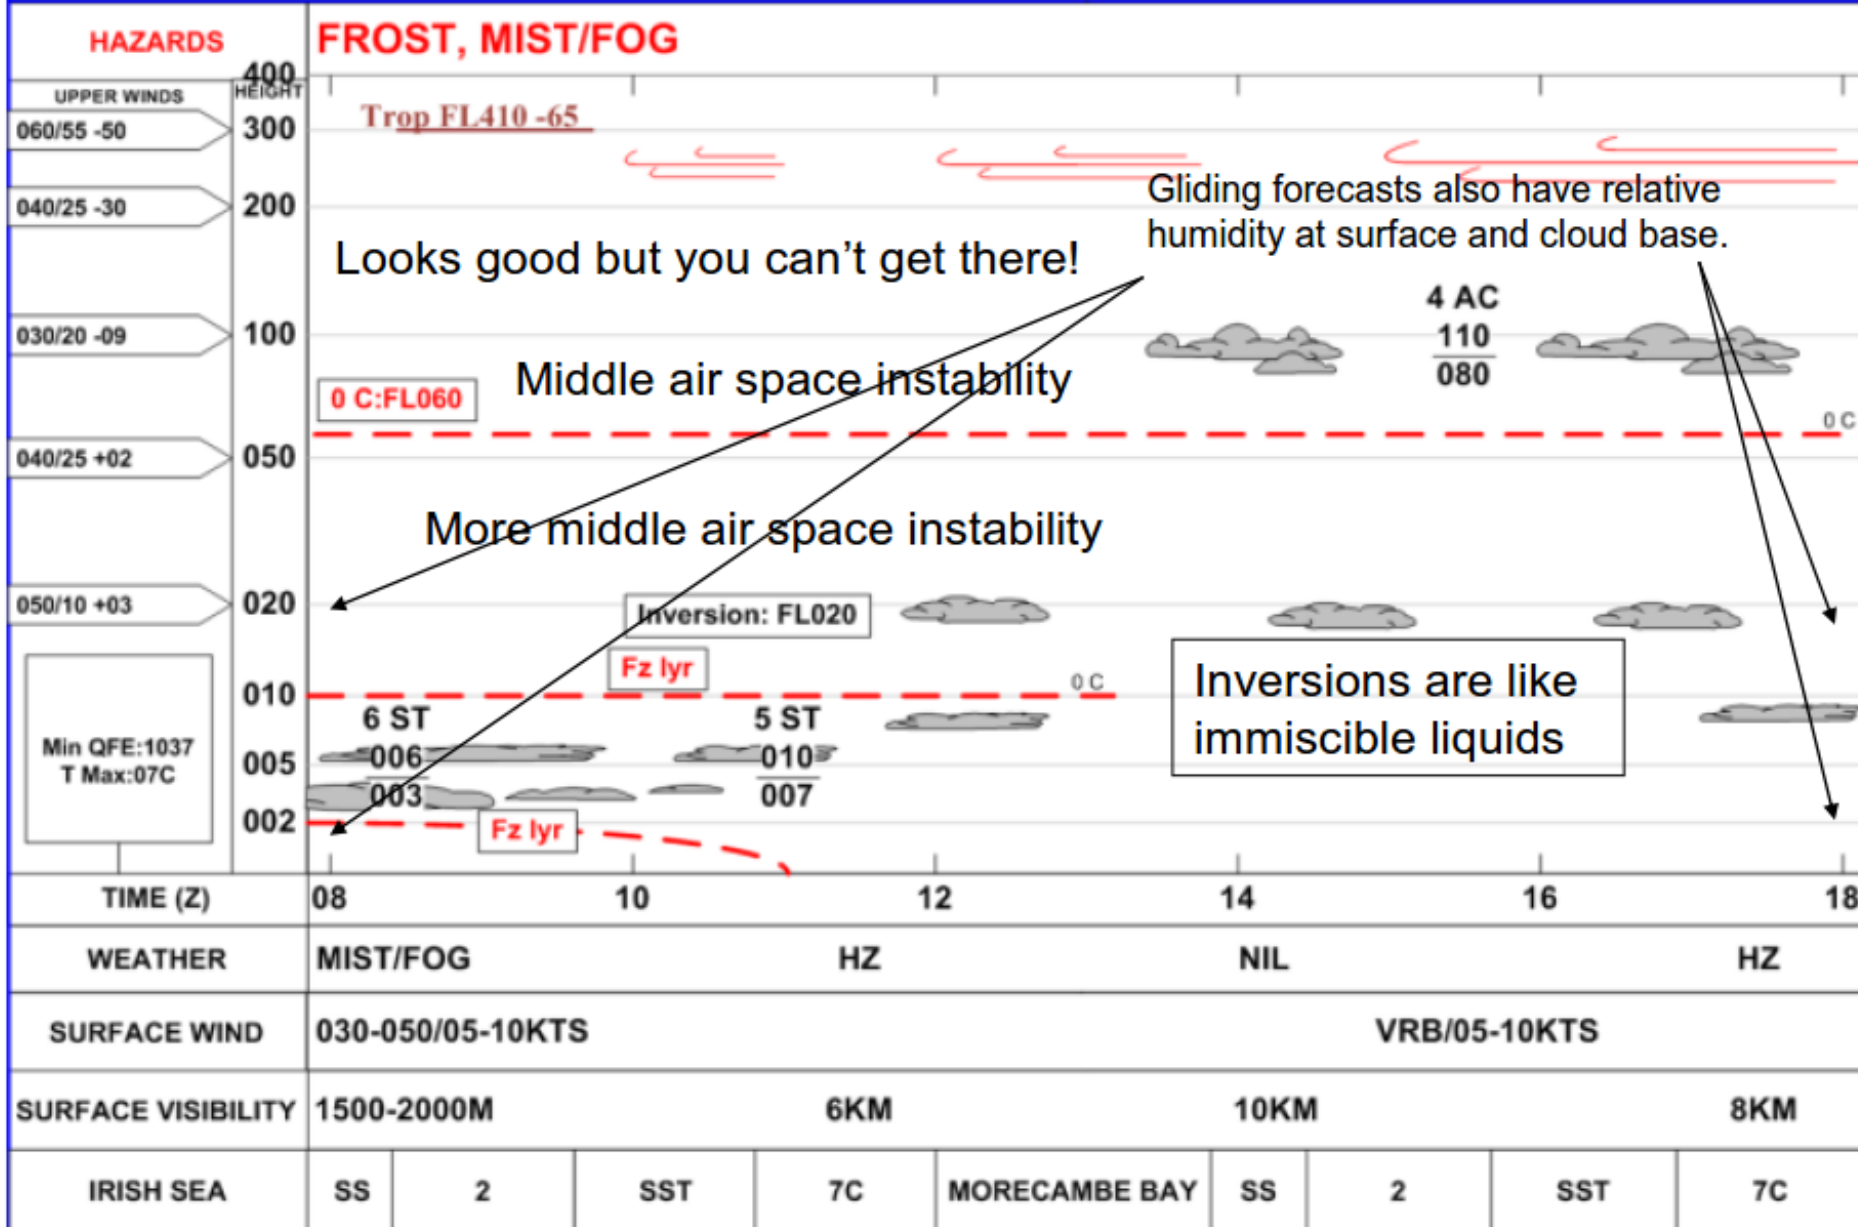 HAZARDS
FROST, MIST/FOG
UPPER WINDS
HEIGHT
400
Trop FL410 -65
060/55 -50
300
040/25 -30
200
Gliding forecasts also have relative
humidity at surface and cloud base.
Looks good but you can't get there!
4 AC
110
080
030/20 -09
100
Middle air space instability
0 C:FL060
0 C
040/25 +02
050
More middle air space instability
050/10 +03
020
Inversion: FL020
Fz lyr
0 C
010
Inversions are like
immiscible liquids
6 ST
006
003
5 ST
010
007
Min QFE:1037
T Max:07C
005
002
Fz lyr
TIME (Z)
08
10
12
14
16
18
WEATHER
MIST/FOG
HZ
NIL
HZ
SURFACE WIND
030-050/05-10KTS
VRB/05-10KTS
SURFACE VISIBILITY
1500-2000M
6KM
10KM
8KM
IRISH SEA
SS
2
SST
7C
MORECAMBE BAY
SS
2
SST
7C